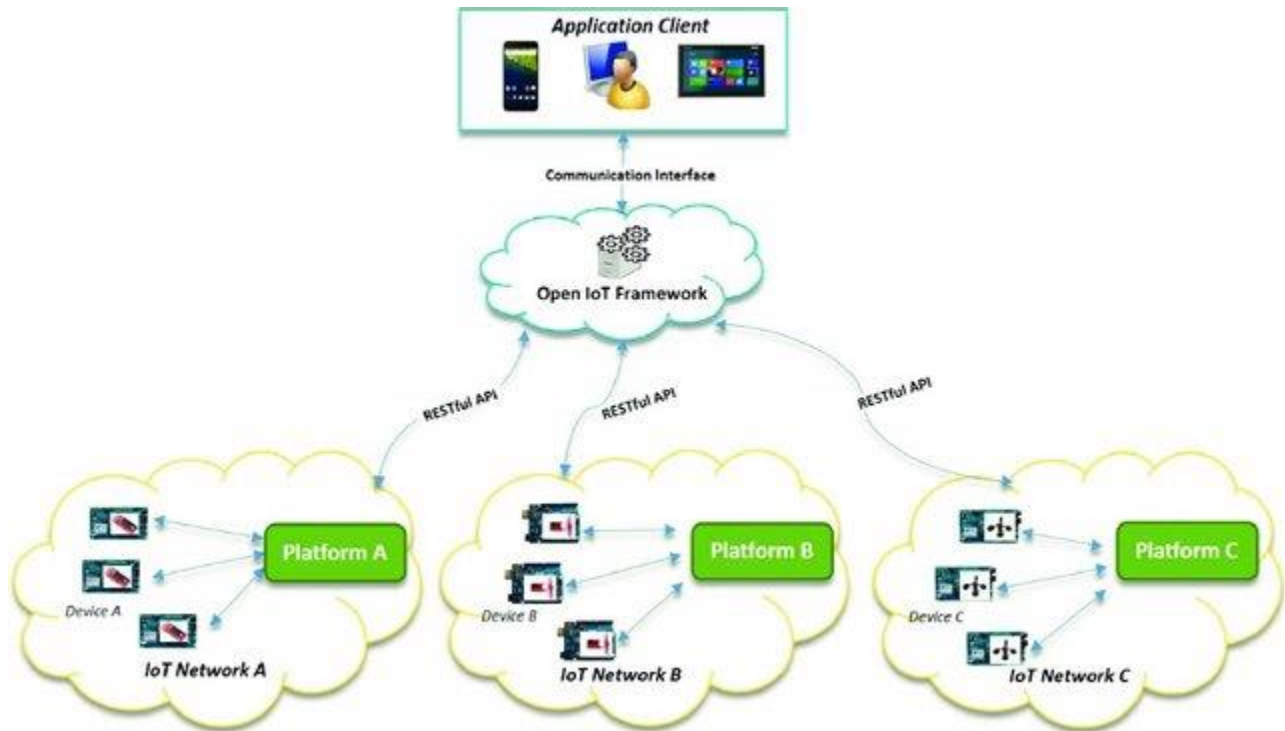 Application Client
Communication Interface
Open IoT Framework
RESTful API
RESTful API
RESTful API
Platform A
Device A
IoT Network A
Platform B
Device B
IoT Network B
Platform C
Device C
IoT Network C